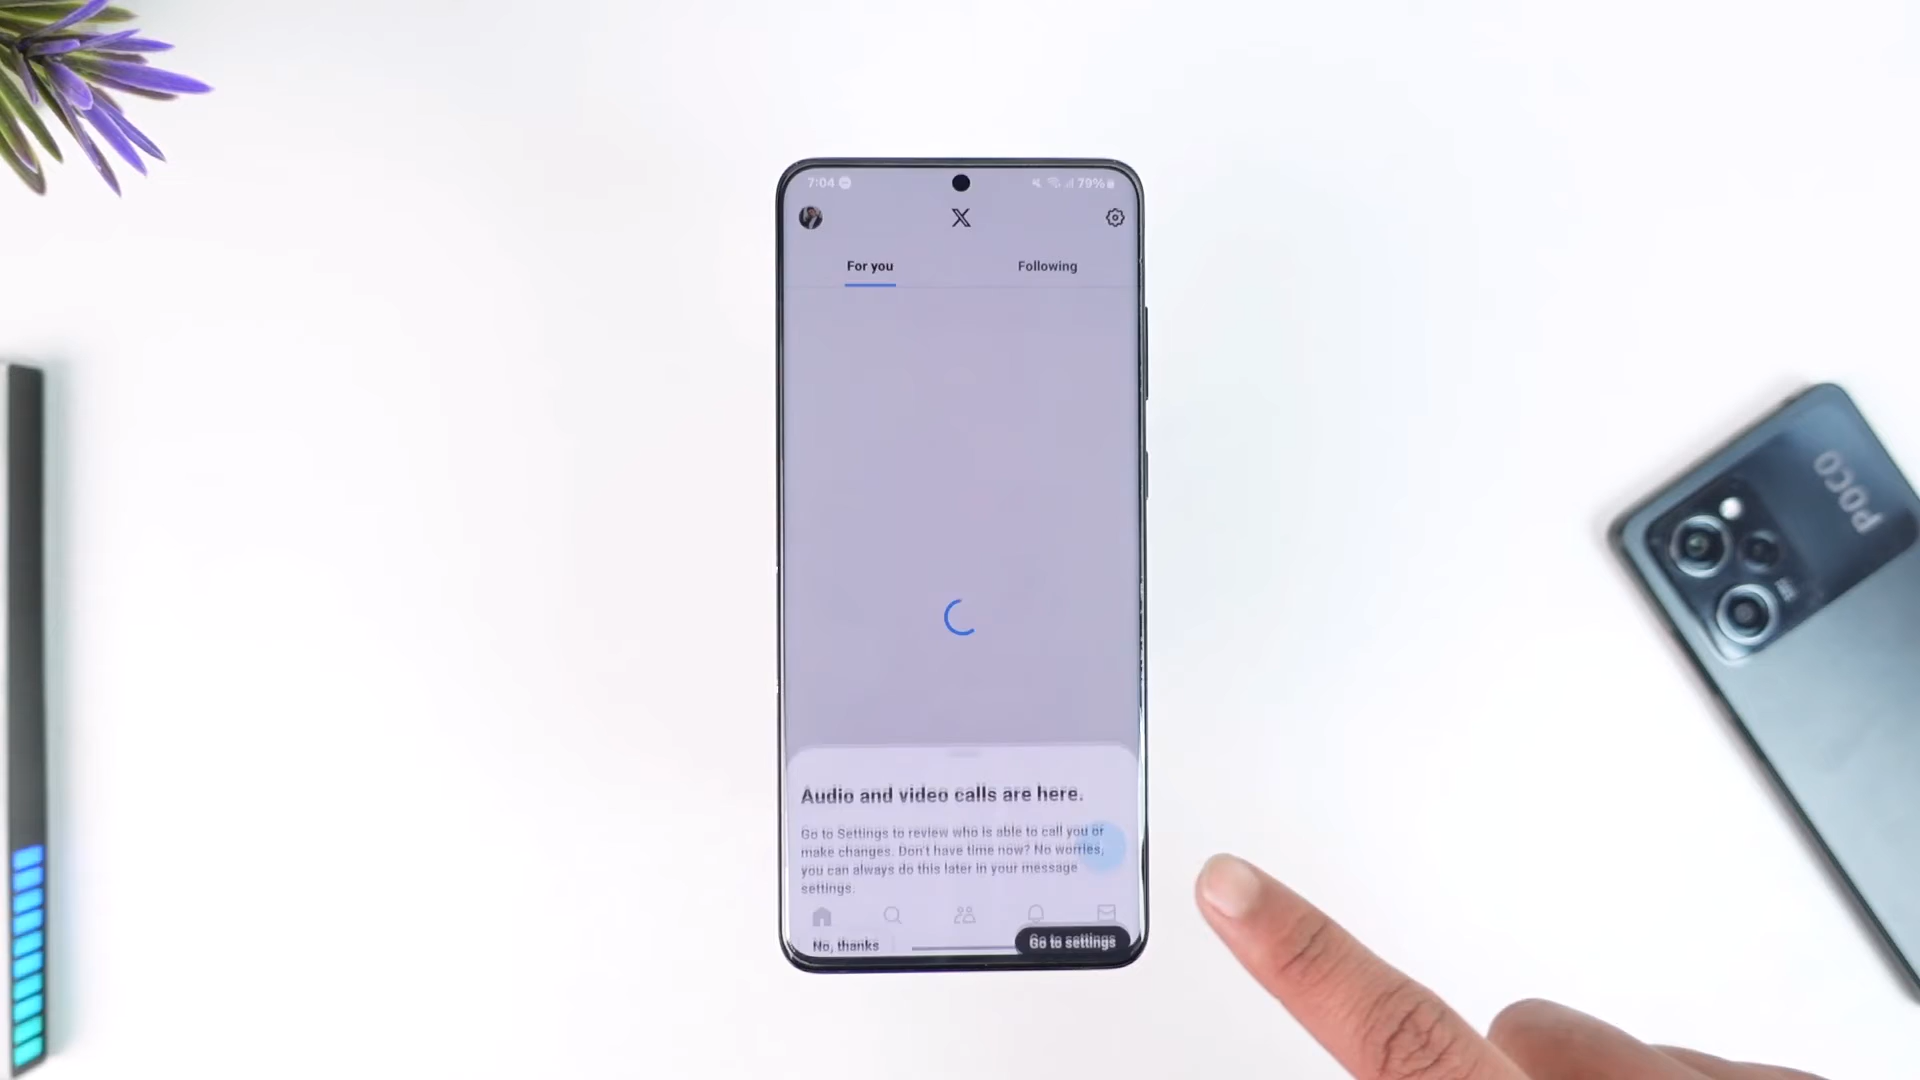 7:04
79%
X
For you
Following
Audio and video calls are here.
Go to Settings to review who is able to call you or
make changes. Don't have time now? No worries,
you can always do this later in your message
settings.
No, thanks
Go to settings
POCO